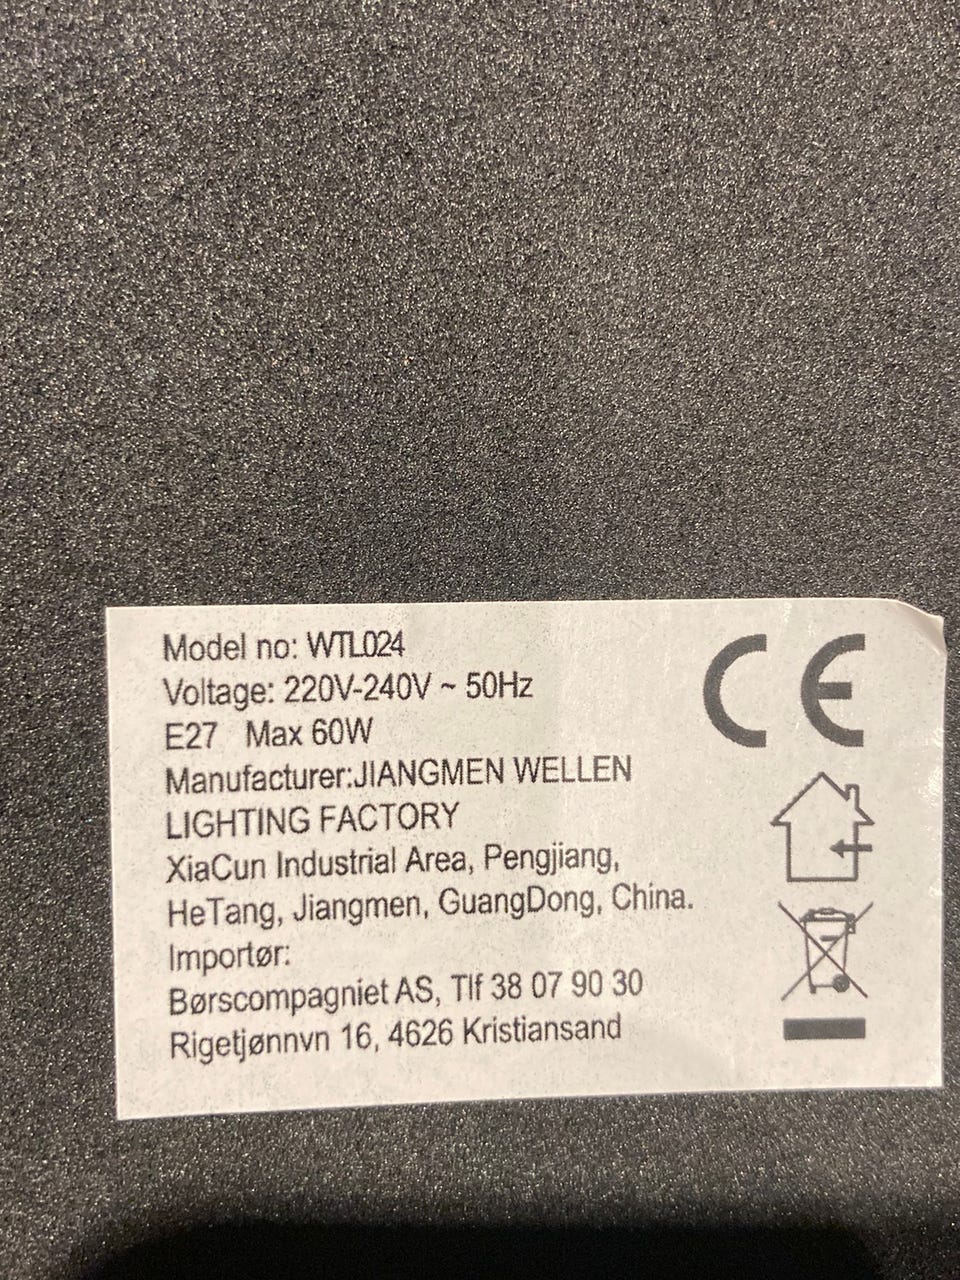 Model no: WTL024
Voltage: 220V-240V ~ 50Hz
E27 Max 60W
Manufacturer:JIANGMEN WELLEN
LIGHTING FACTORY
XiaCun Industrial Area, Pengjiang,
HeTang, Jiangmen, GuangDong, China.
Importør:
Børscompagniet AS, Tlf 38 07 90 30
Rigetjønnvn 16, 4626 Kristiansand
CE